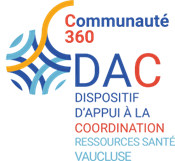 Communauté
360
DAC
DISPOSITIF
D'APPUI À LA
COORDINATION
RESSOURCES SANTÉ
VAUCLUSE